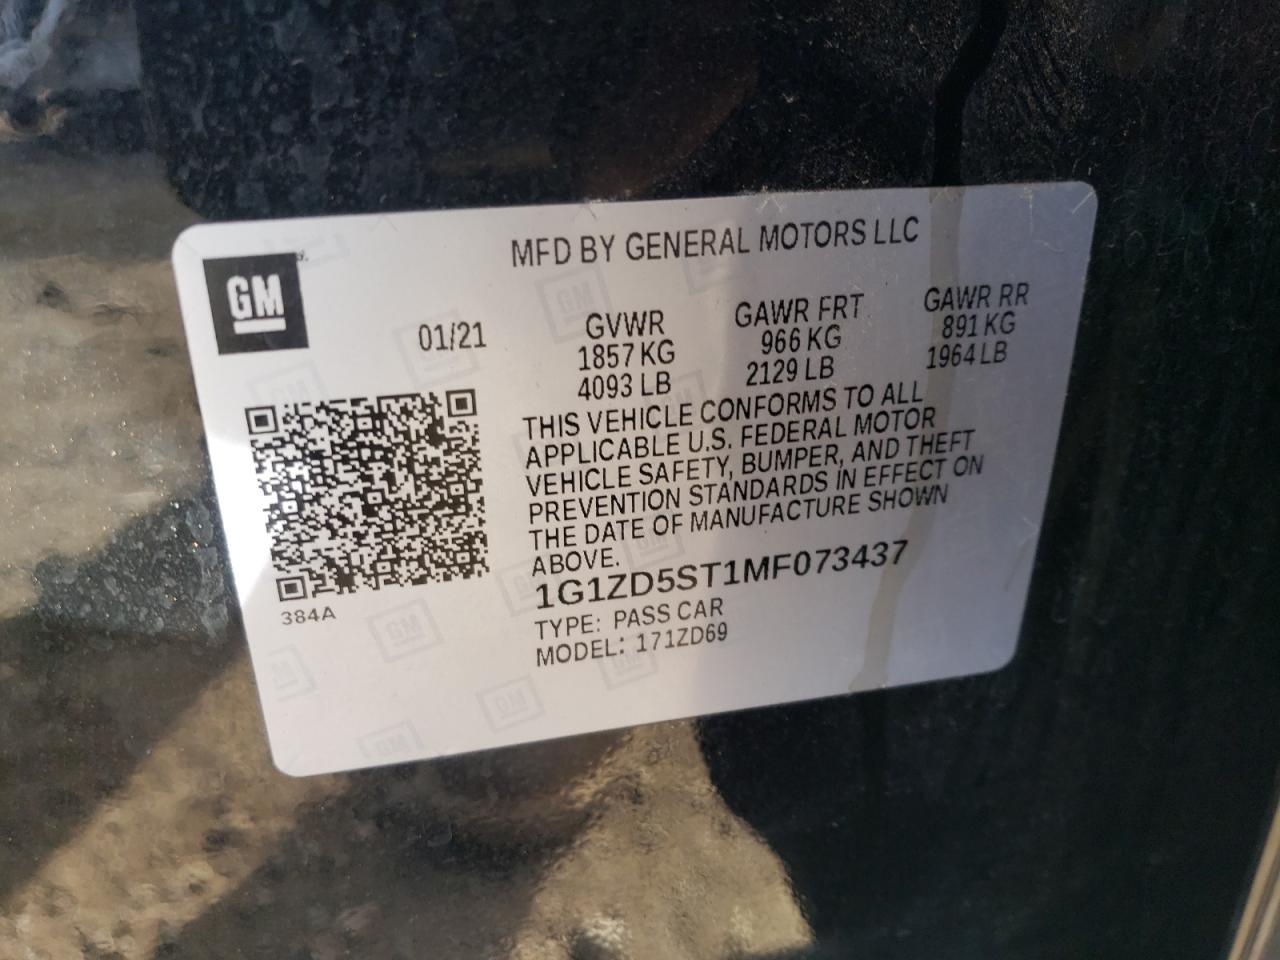 GM
MFD BY GENERAL MOTORS LLC
01/21
GVWR
1857 KG
4093 LB
GAWR FRT
966 KG
2129 LB
GAWR RR
891 KG
1964 LB
THIS VEHICLE CONFORMS TO ALL
APPLICABLE U.S. FEDERAL MOTOR
VEHICLE SAFETY, BUMPER, AND THEFT
PREVENTION STANDARDS IN EFFECT ON
THE DATE OF MANUFACTURE SHOWN
ABOVE.
1G1ZD5ST1MF073437
TYPE: PASS CAR
MODEL: 171ZD69
384A